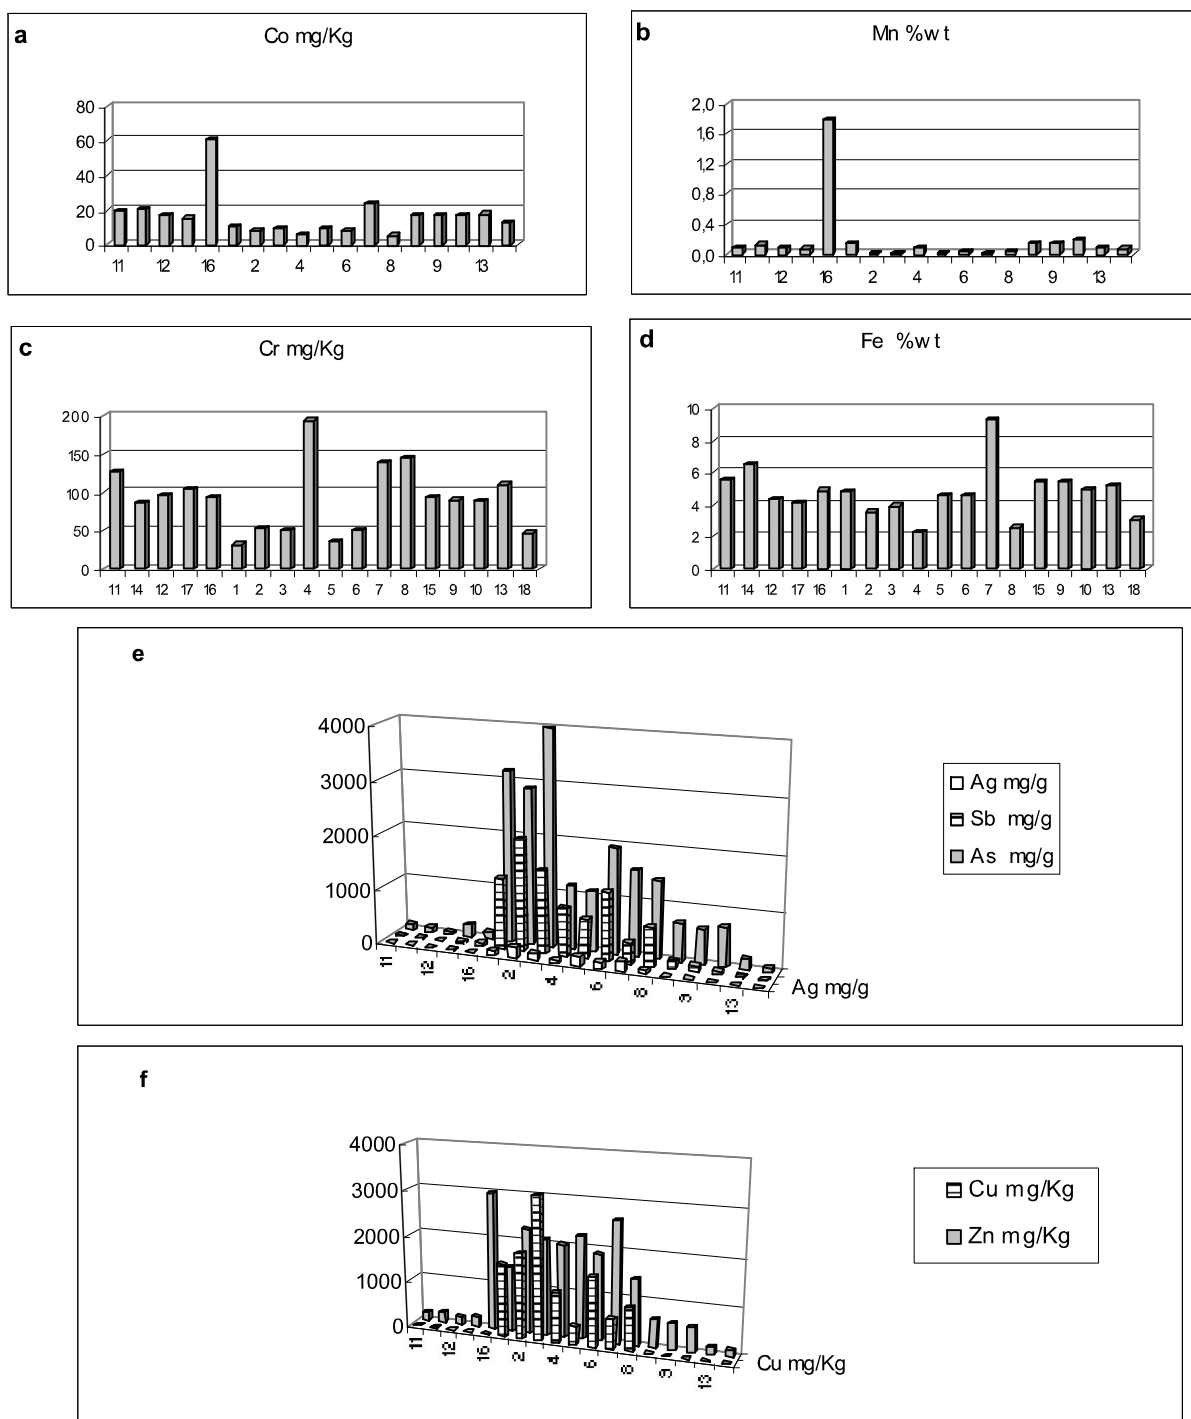 a
Co mg/Kg
80
60
40
20
0
11 12 16 2 4 6 8 9 13
b
Mn %wt
2,0
1,6
1,2
0,8
0,4
0,0
11 12 16 2 4 6 8 9 13
c
Cr mg/Kg
200
150
100
50
0
11 14 12 17 16 1 2 3 4 5 6 7 8 15 9 10 13 18
d
Fe %wt
10
8
6
4
2
0
11 14 12 17 16 1 2 3 4 5 6 7 8 15 9 10 13 18
e
4000
3000
2000
1000
0
11 12 16 2 4 6 8 9 13
Ag mg/g
Ag mg/g
Sb mg/g
As mg/g
f
4000
3000
2000
1000
0
11 12 16 2 4 6 8 9 13
Cu mg/Kg
Cu mg/Kg
Zn mg/Kg